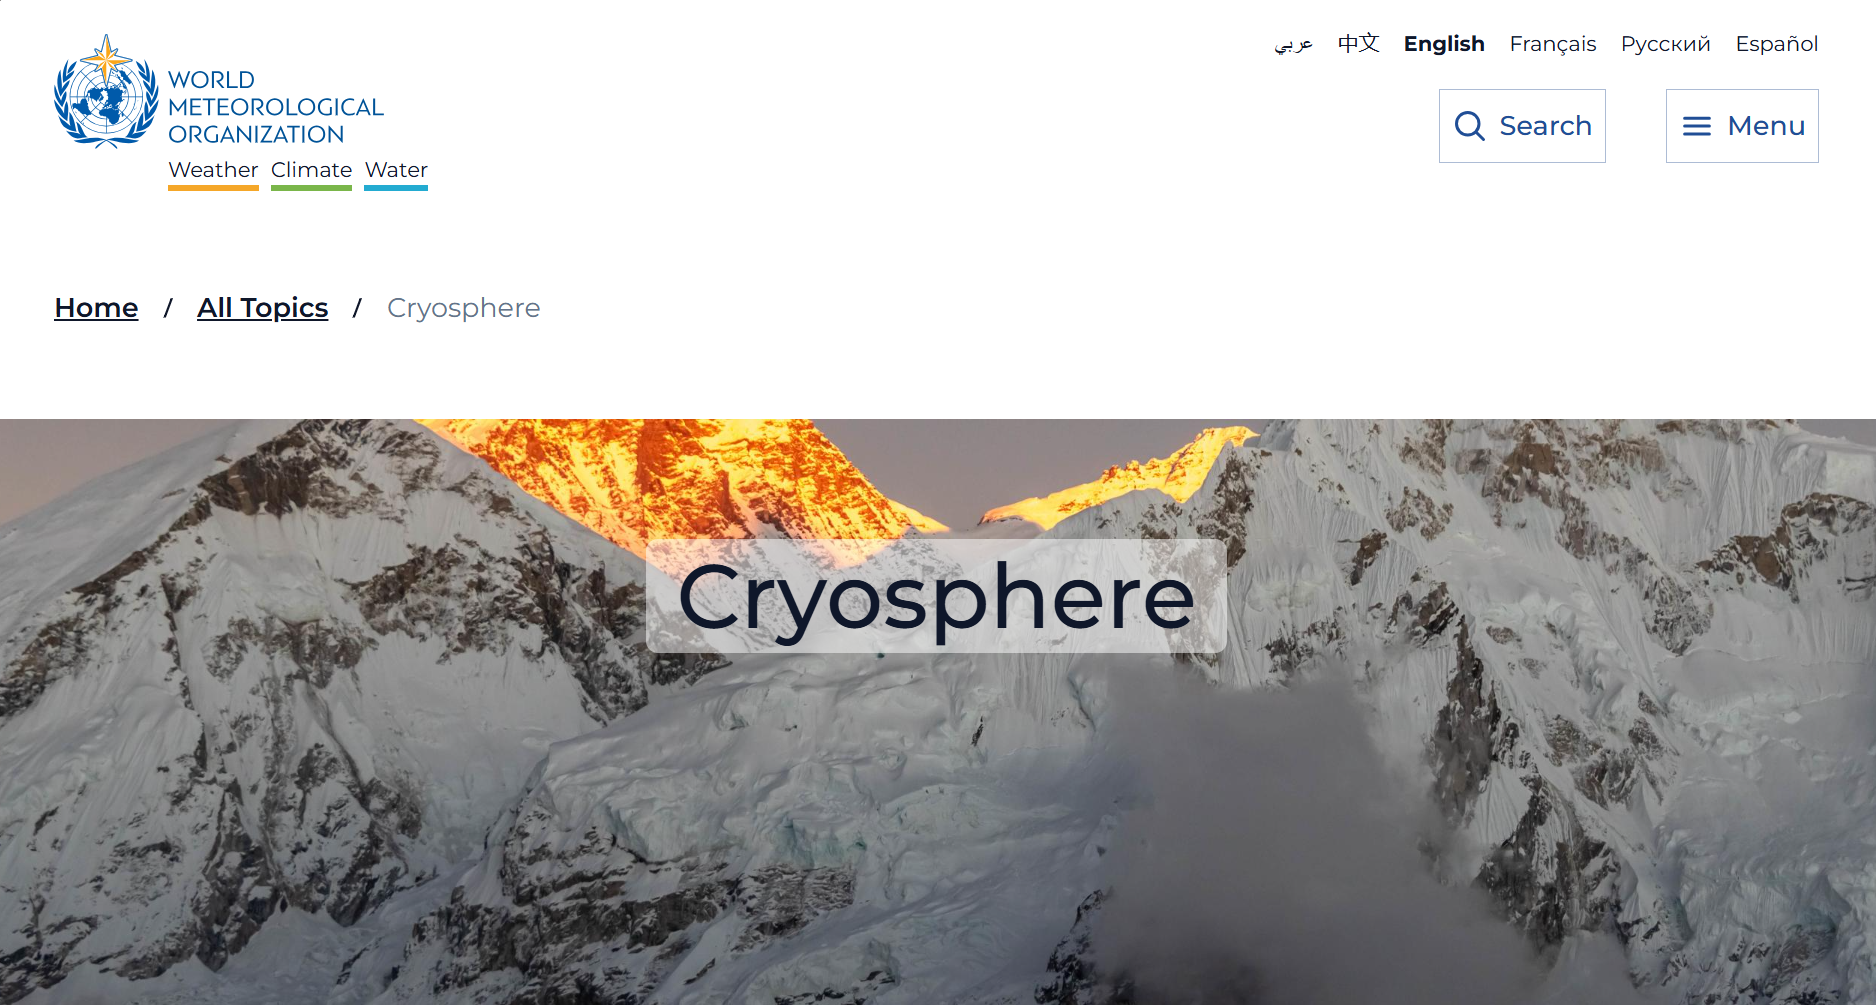 عربي 中文 English Français Русский Español
WORLD
METEOROLOGICAL
ORGANIZATION
Weather Climate Water
Search Menu
Home / All Topics / Cryosphere
Cryosphere